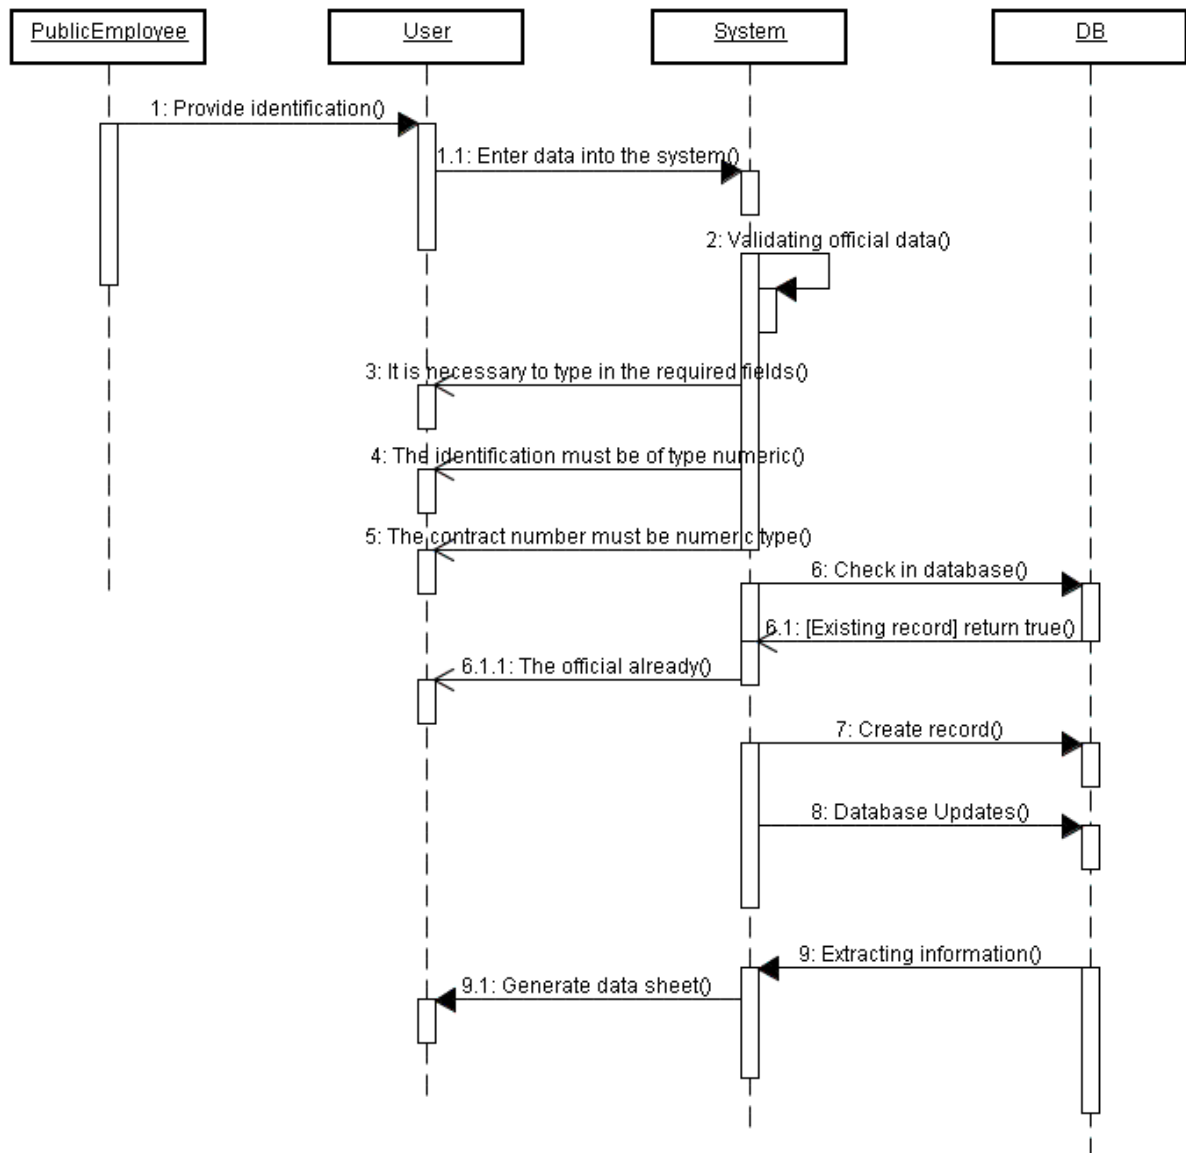 PublicEmployee
User
System
DB
1: Provide identification()
1.1: Enter data into the system()
2: Validating official data()
3: It is necessary to type in the required fields()
4: The identification must be of type numeric()
5: The contract number must be numeric type()
6: Check in database()
6.1: [Existing record] return true()
6.1.1: The official already()
7: Create record()
8: Database Updates()
9: Extracting information()
9.1: Generate data sheet()